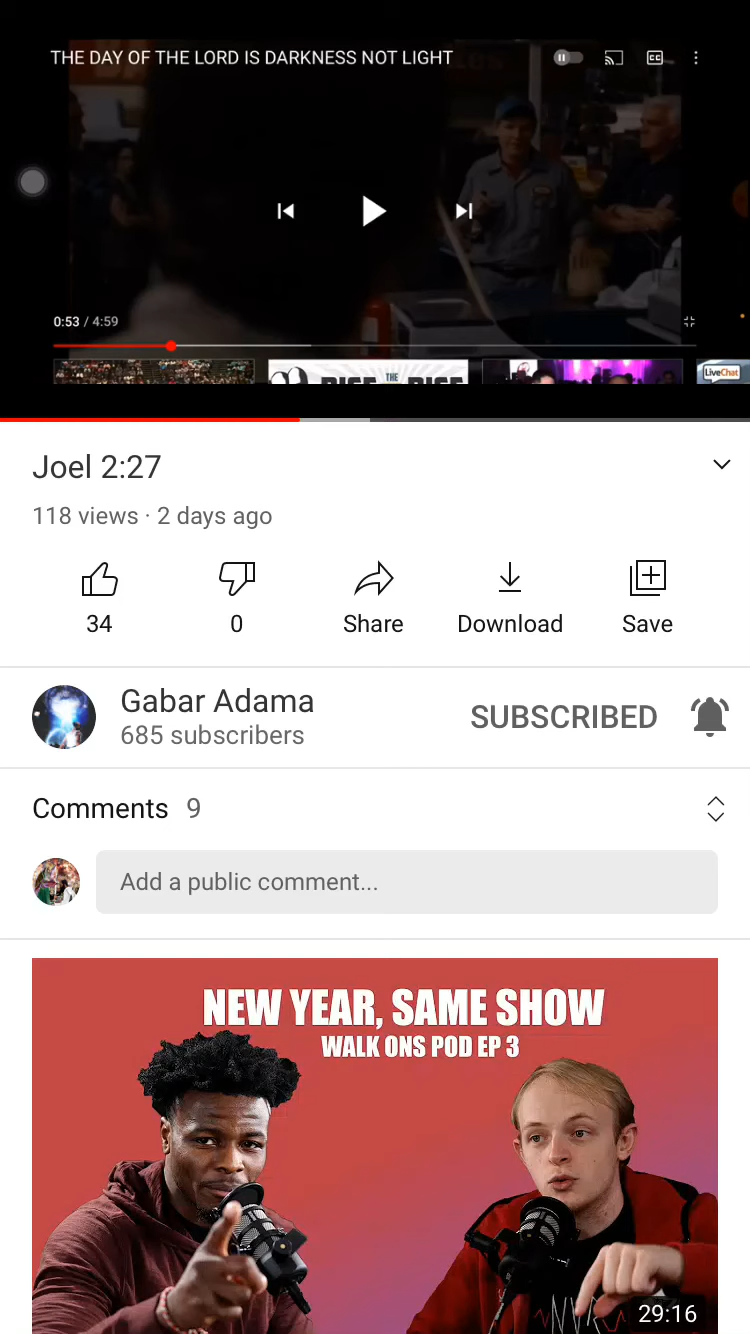 THE DAY OF THE LORD IS DARKNESS NOT LIGHT
CC
0:53 / 4:59
THE
LiveChat
Joel 2:27
118 views · 2 days ago
34
0
Share
Download
Save
Gabar Adama
685 subscribers
SUBSCRIBED
Comments 9
Add a public comment...
NEW YEAR, SAME SHOW
WALK ONS POD EP 3
29:16